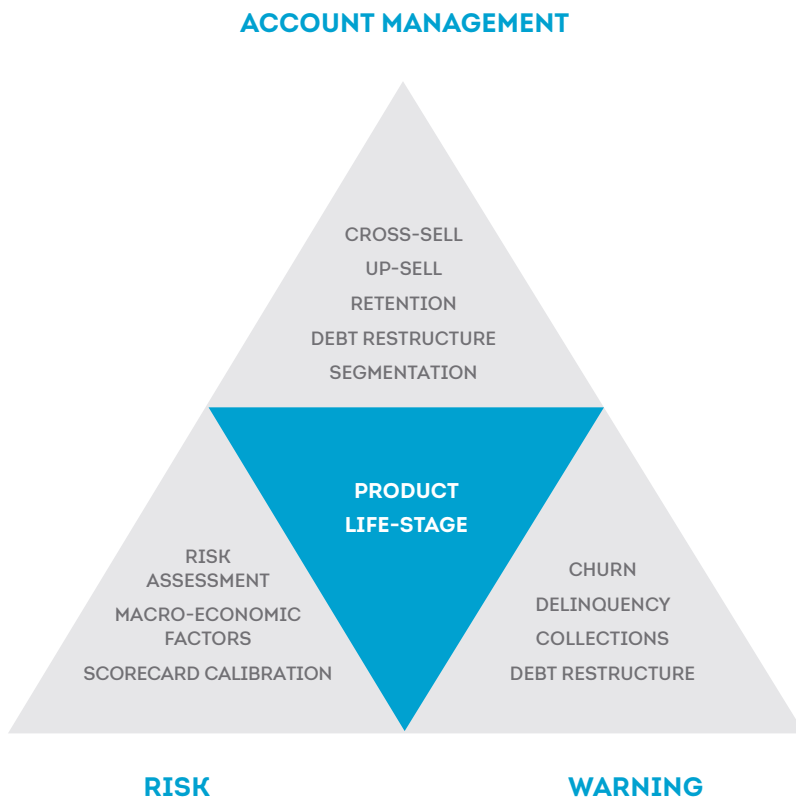 ACCOUNT MANAGEMENT
CROSS-SELL
UP-SELL
RETENTION
DEBT RESTRUCTURE
SEGMENTATION
PRODUCT
LIFE-STAGE
RISK
ASSESSMENT
MACRO-ECONOMIC
FACTORS
SCORECARD CALIBRATION
CHURN
DELINQUENCY
COLLECTIONS
DEBT RESTRUCTURE
RISK
WARNING